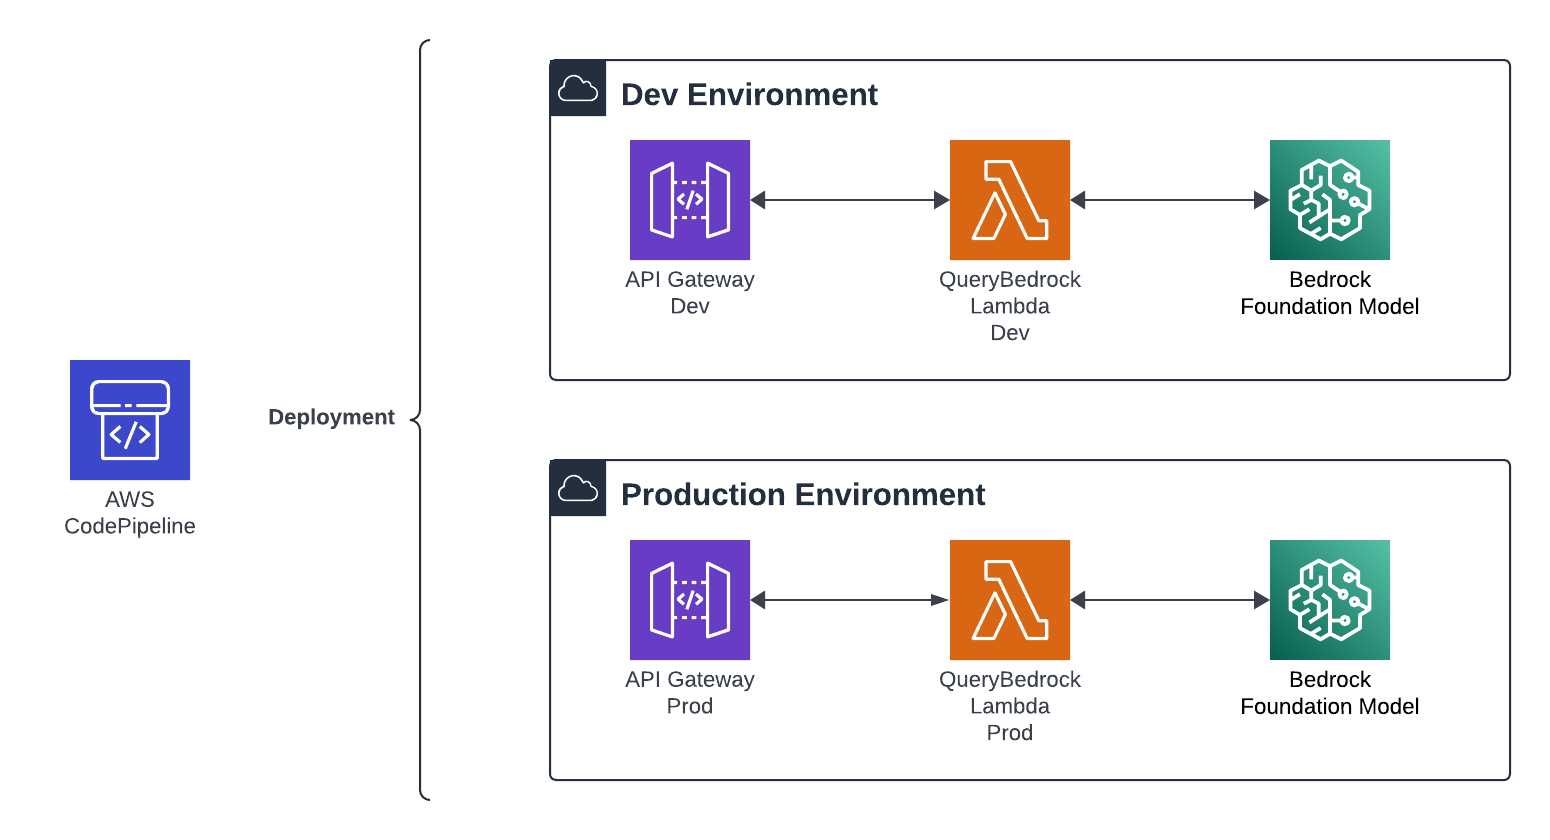 Dev Environment
API Gateway
Dev
QueryBedrock
Lambda
Dev
Bedrock
Foundation Model
AWS
CodePipeline
Deployment
Production Environment
API Gateway
Prod
QueryBedrock
Lambda
Prod
Bedrock
Foundation Model